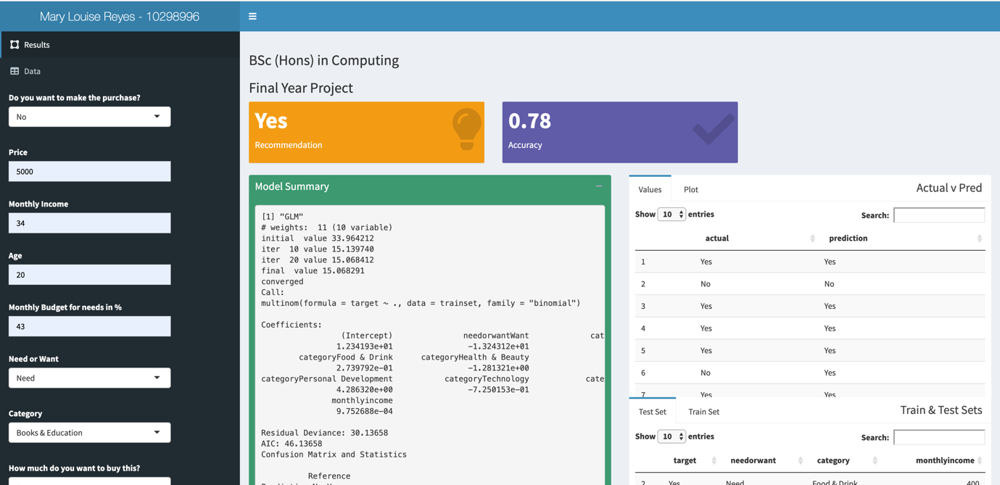 Mary Louise Reyes - 10298996
Results
Data
Do you want to make the purchase?
No
Price
5000
Monthly Income
34
Age
20
Monthly Budget for needs in %
43
Need or Want
Need
Category
Books & Education
How much do you want to buy this?
BSc (Hons) in Computing
Final Year Project
Yes
Recommendation
0.78
Accuracy
Model Summary
[1] "GLM"
# weights:  11 (10 variable)
initial  value 33.964212
iter  10 value 15.139740
iter  20 value 15.068412
final  value 15.068291
converged
Call:
multinom(formula = target ~ ., data = trainset, family = "binomial")
Coefficients:
(Intercept) needorwantWant cat
1.234193e+01 -1.324312e+01
categoryFood & Drink categoryHealth & Beauty
2.739792e-01 -1.281321e+00
categoryPersonal Development categoryTechnology cate
4.286320e+00 -7.250153e-01
monthlyincome
9.752688e-04
Residual Deviance: 30.13658
AIC: 46.13658
Confusion Matrix and Statistics
Reference
Values Plot Actual v Pred
Show 10 entries Search:
actual prediction
1 Yes Yes
2 No No
3 Yes Yes
4 Yes Yes
5 Yes Yes
6 No Yes
7 Yes Yes
Test Set Train Set Train & Test Sets
Show 10 entries Search:
target needorwant category monthlyincome
2 Yes Need Food & Drink 400